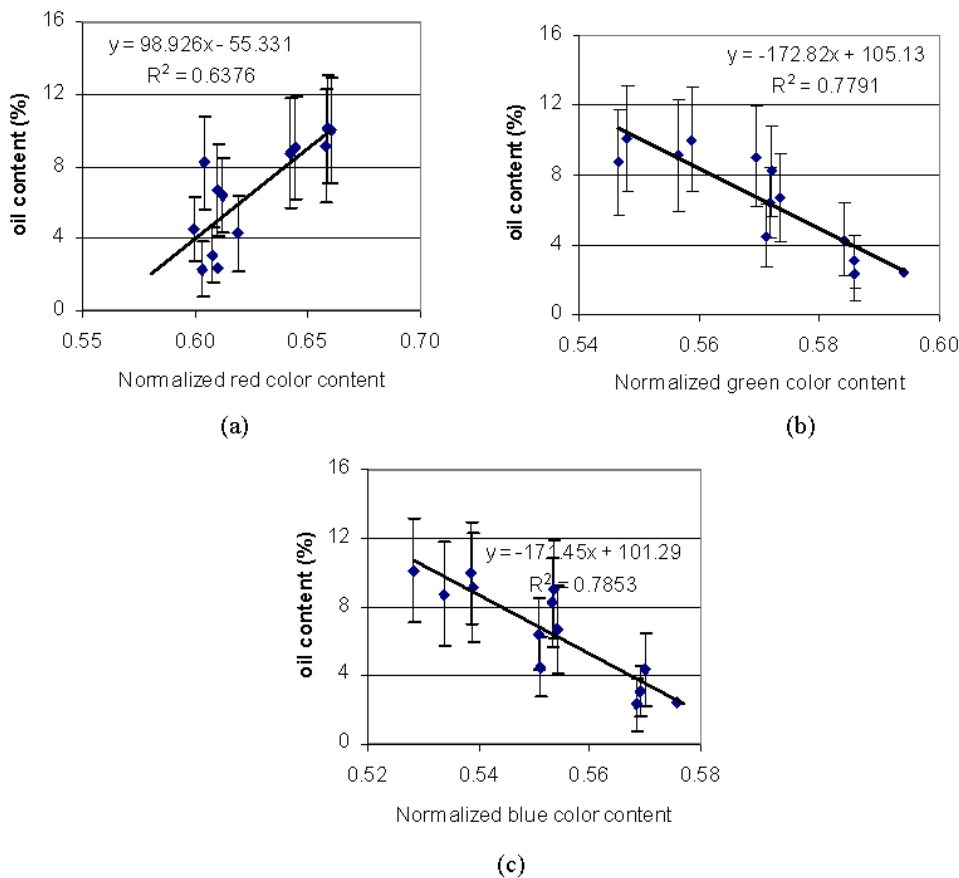 16
y = 98.926x - 55.331
R² = 0.6376
12
8
4
0
oil content (%)
0.55 0.60 0.65 0.70
Normalized red color content
(a)
16
y = -172.82x + 105.13
R² = 0.7791
12
8
4
0
oil content (%)
0.54 0.56 0.58 0.60
Normalized green color content
(b)
16
12
y = -171.45x + 101.29
R² = 0.7853
8
4
0
oil content (%)
0.52 0.54 0.56 0.58
Normalized blue color content
(c)